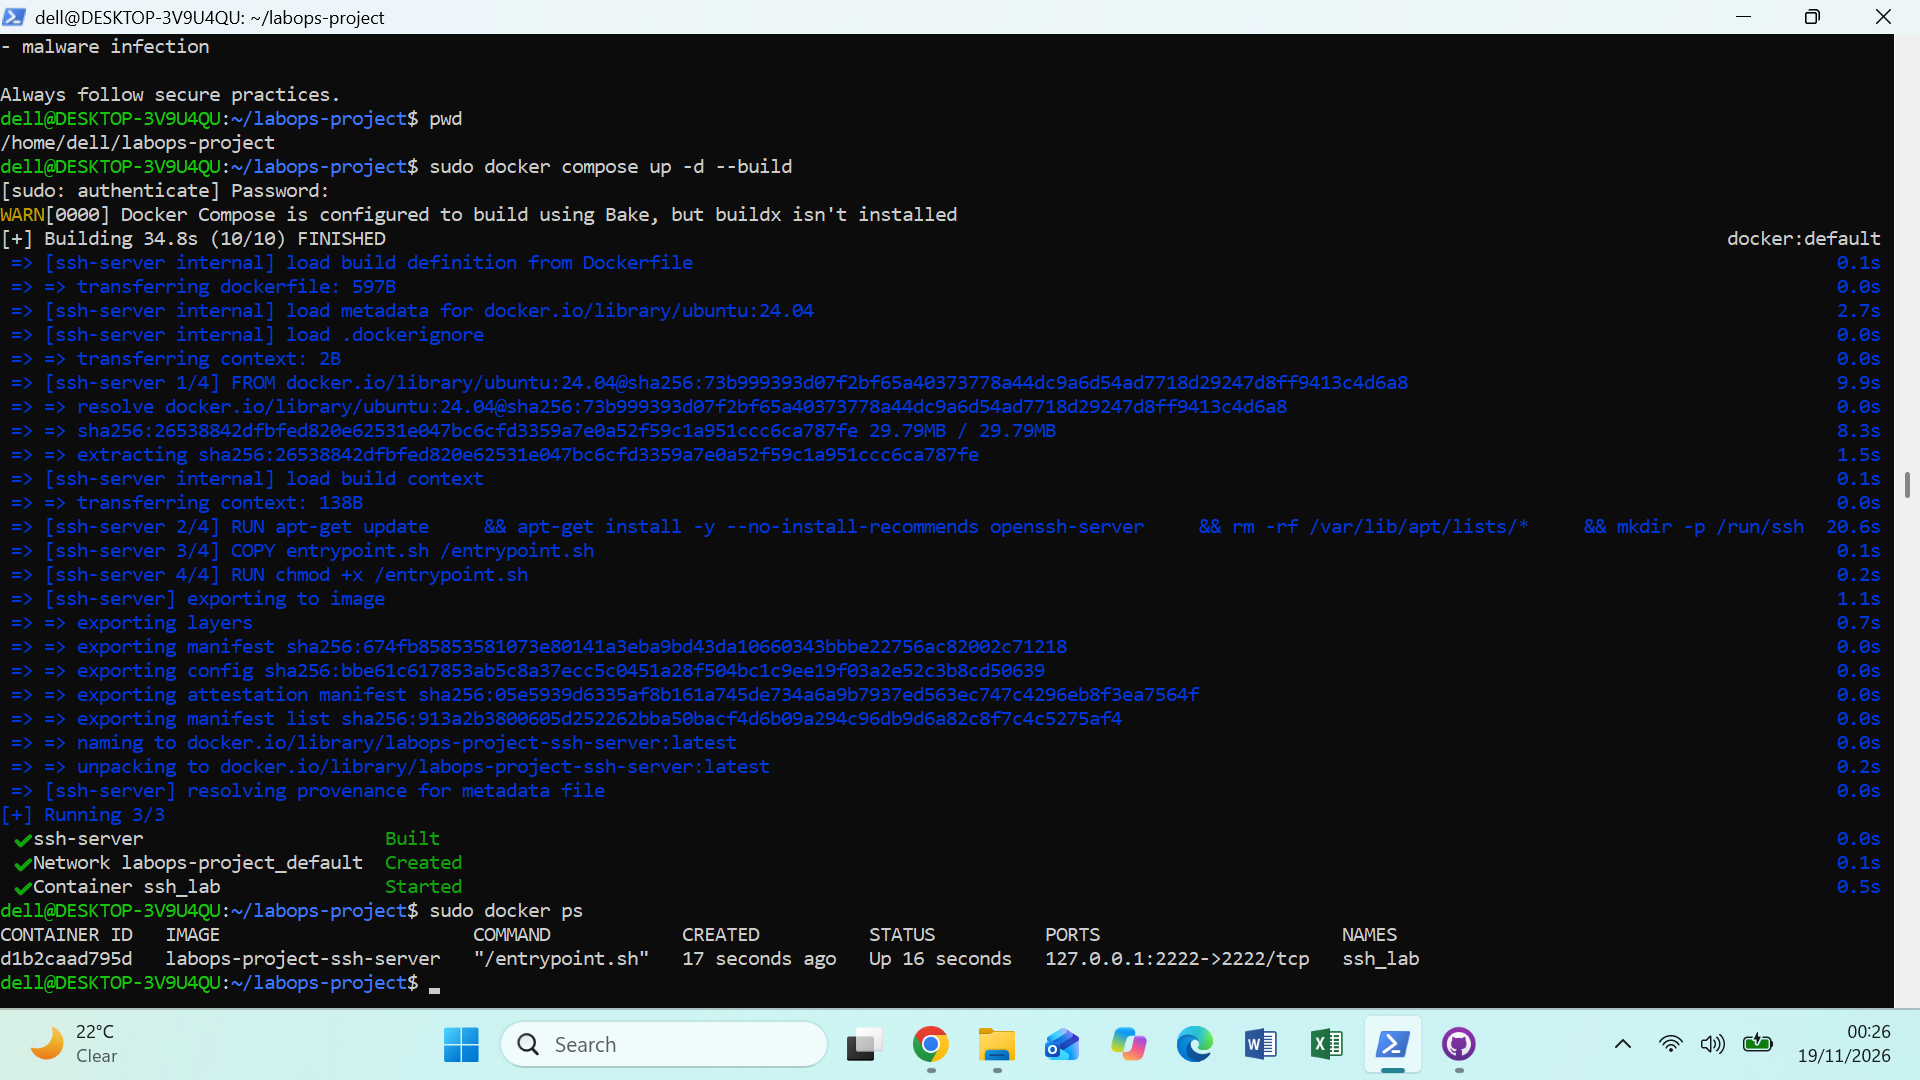 dell@DESKTOP-3V9U4QU: ~/labops-project
- malware infection
Always follow secure practices.
dell@DESKTOP-3V9U4QU:~/labops-project$ pwd
/home/dell/labops-project
dell@DESKTOP-3V9U4QU:~/labops-project$ sudo docker compose up -d --build
[sudo: authenticate] Password:
WARN[0000] Docker Compose is configured to build using Bake, but buildx isn't installed
[+] Building 34.8s (10/10) FINISHED docker:default
=> [ssh-server internal] load build definition from Dockerfile 0.1s
=> => transferring dockerfile: 597B 0.0s
=> [ssh-server internal] load metadata for docker.io/library/ubuntu:24.04 2.7s
=> [ssh-server internal] load .dockerignore 0.0s
=> => transferring context: 2B 0.0s
=> [ssh-server 1/4] FROM docker.io/library/ubuntu:24.04@sha256:73b999393d07f2bf65a40373778a44dc9a6d54ad7718d29247d8ff9413c4d6a8 9.9s
=> => resolve docker.io/library/ubuntu:24.04@sha256:73b999393d07f2bf65a40373778a44dc9a6d54ad7718d29247d8ff9413c4d6a8 0.0s
=> => sha256:26538842dfbfed820e62531e047bc6cfd3359a7e0a52f59c1a951ccc6ca787fe 29.79MB / 29.79MB 8.3s
=> => extracting sha256:26538842dfbfed820e62531e047bc6cfd3359a7e0a52f59c1a951ccc6ca787fe 1.5s
=> [ssh-server internal] load build context 0.1s
=> => transferring context: 138B 0.0s
=> [ssh-server 2/4] RUN apt-get update && apt-get install -y --no-install-recommends openssh-server && rm -rf /var/lib/apt/lists/* && mkdir -p /run/ssh 20.6s
=> [ssh-server 3/4] COPY entrypoint.sh /entrypoint.sh 0.1s
=> [ssh-server 4/4] RUN chmod +x /entrypoint.sh 0.2s
=> [ssh-server] exporting to image 1.1s
=> => exporting layers 0.7s
=> => exporting manifest sha256:674fb85853581073e80141a3eba9bd43da10660343bbbe22756ac82002c71218 0.0s
=> => exporting config sha256:bbe61c617853ab5c8a37ecc5c0451a28f504bc1c9ee19f03a2e52c3b8cd50639 0.0s
=> => exporting attestation manifest sha256:05e5939d6335af8b161a745de734a6a9b7937ed563ec747c4296eb8f3ea7564f 0.0s
=> => exporting manifest list sha256:913a2b3800605d252262bba50bacf4d6b09a294c96db9d6a82c8f7c4c5275af4 0.0s
=> => naming to docker.io/library/labops-project-ssh-server:latest 0.0s
=> => unpacking to docker.io/library/labops-project-ssh-server:latest 0.2s
=> [ssh-server] resolving provenance for metadata file 0.0s
[+] Running 3/3
✔ssh-server Built 0.0s
✔Network labops-project_default Created 0.1s
✔Container ssh_lab Started 0.5s
dell@DESKTOP-3V9U4QU:~/labops-project$ sudo docker ps
CONTAINER ID IMAGE COMMAND CREATED STATUS PORTS NAMES
d1b2caad795d labops-project-ssh-server "/entrypoint.sh" 17 seconds ago Up 16 seconds 127.0.0.1:2222->2222/tcp ssh_lab
dell@DESKTOP-3V9U4QU:~/labops-project$
22°C
Clear
Search
00:26
19/11/2026